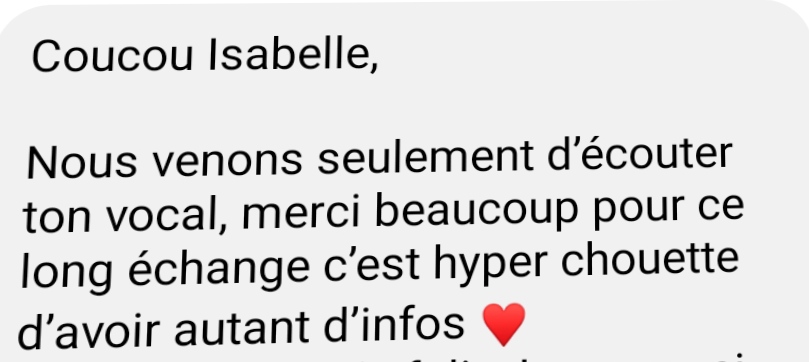 Coucou Isabelle,
Nous venons seulement d’écouter
ton vocal, merci beaucoup pour ce
long échange c’est hyper chouette
d’avoir autant d’infos ♥️